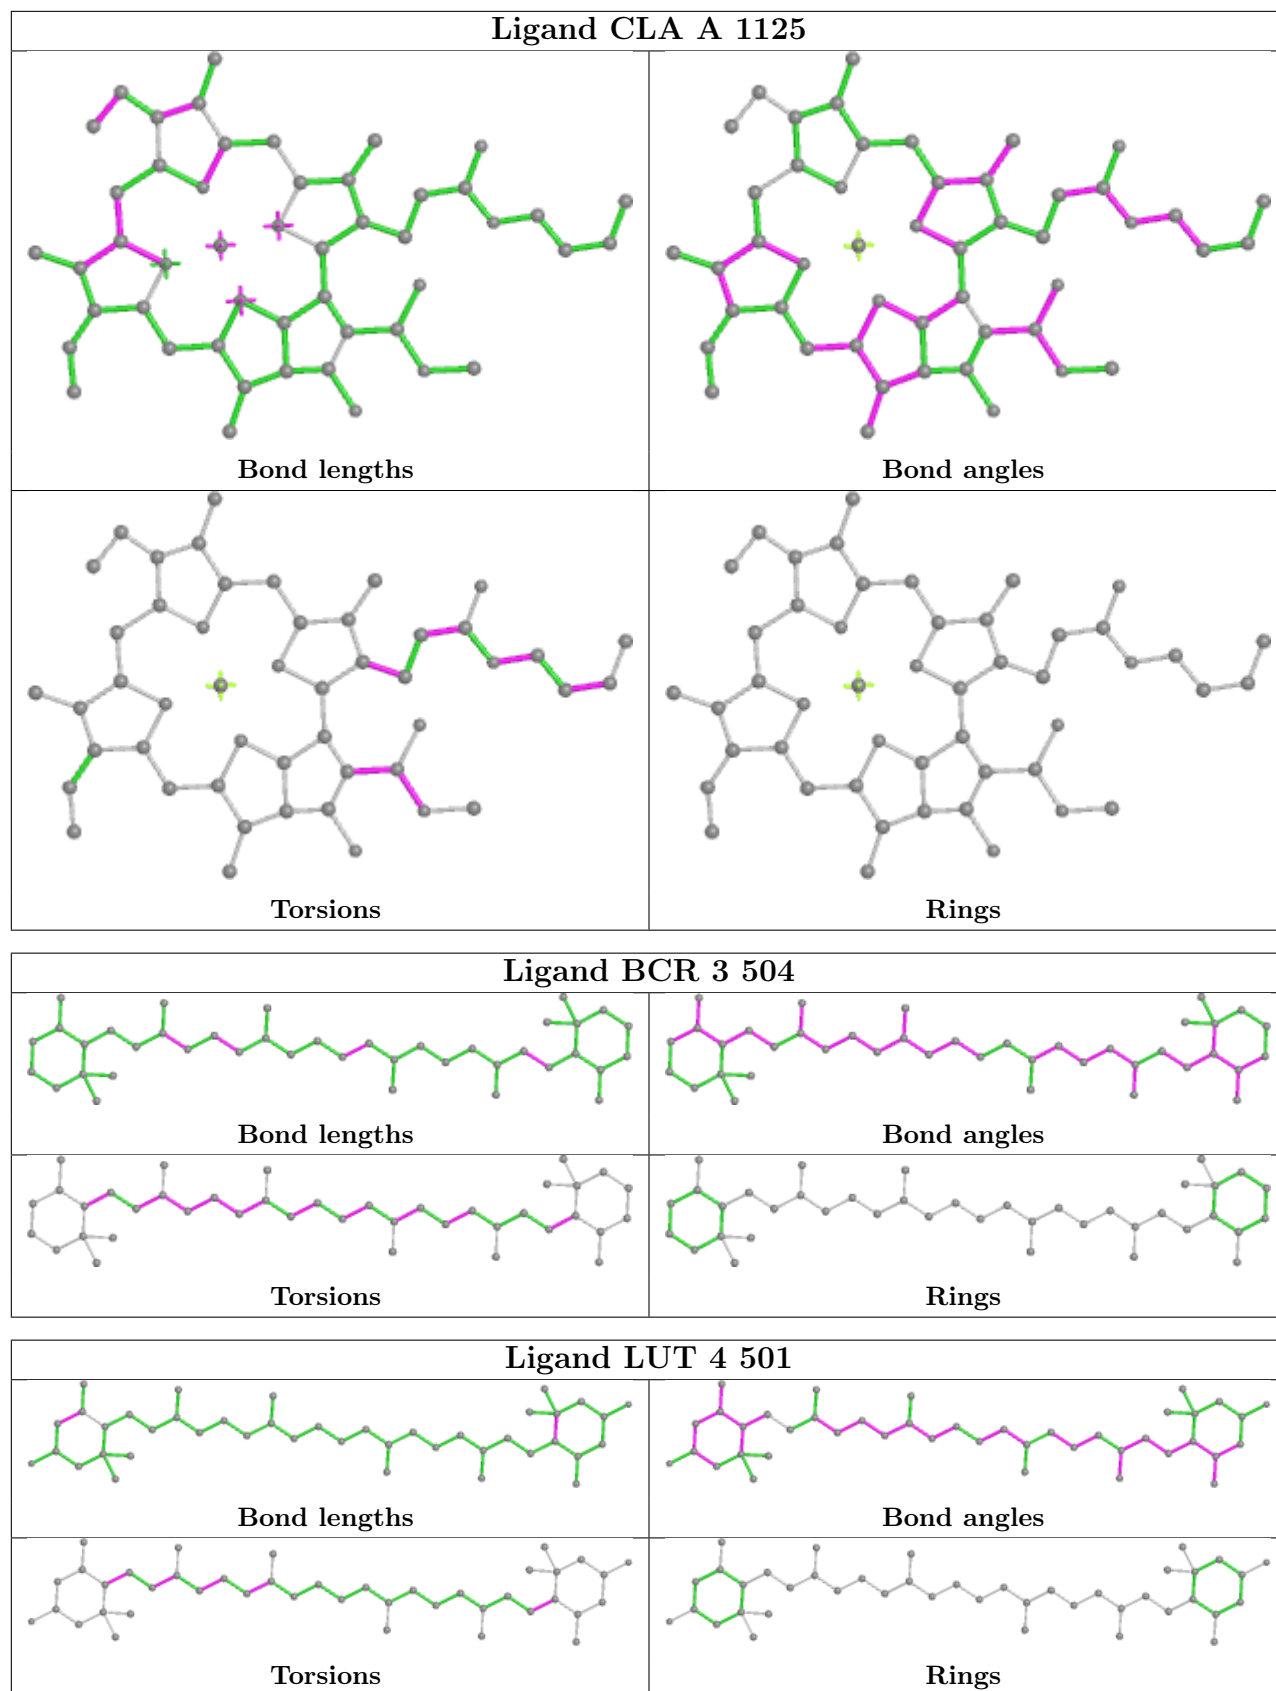 Ligand CLA A 1125
Bond lengths
Bond angles
Torsions
Rings
Ligand BCR 3 504
Bond lengths
Bond angles
Torsions
Rings
Ligand LUT 4 501
Bond lengths
Bond angles
Torsions
Rings